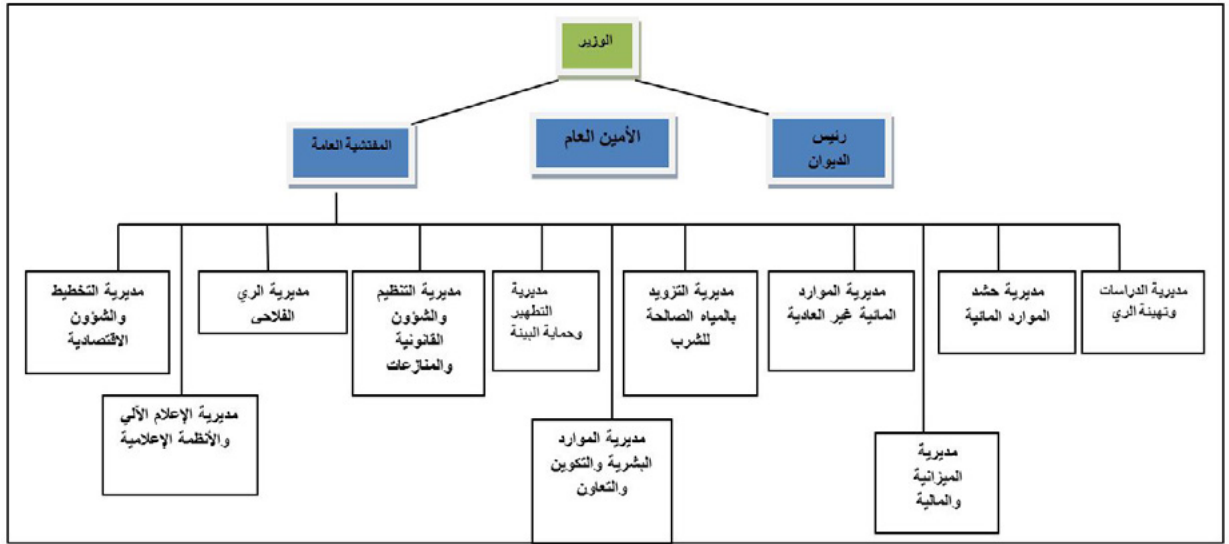 الوزير
رئيس
الديوان
الأمين العام
المفتشية العامة
مديرية الدراسات
وتهيئة الري
مديرية حشد
الموارد المائية
مديرية الموارد
المائية غير العادية
مديرية التزويد
بالمياه الصالحة
للشرب
مديرية
التطهير
وحماية البيئة
مديرية التنظيم
والشؤون
القانونية
والمنازعات
مديرية الري
الفلاحى
مديرية التخطيط
والشؤون
الاقتصادية
مديرية
الميزانية
والمالية
مديرية الموارد
البشرية والتكوين
والتعاون
مديرية الإعلام الآلي
والأنظمة الإعلامية